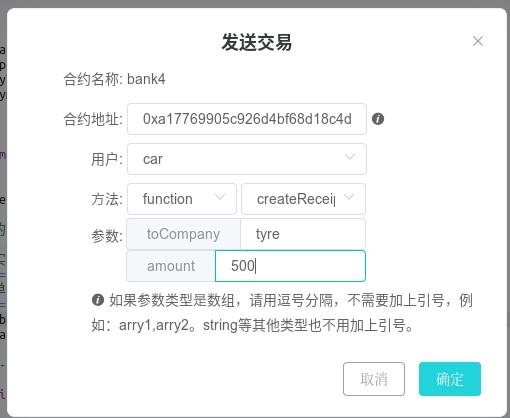 发送交易
合约名称: bank4
合约地址: 0xa17769905c926d4bf68d18c4d
用户: car
方法: function createReceip
参数: toCompany tyre
amount 500
如果参数类型是数组，请用逗号分隔，不需要加上引号，例
如：arry1,arry2。string等其他类型也不用加上引号。
取消 确定